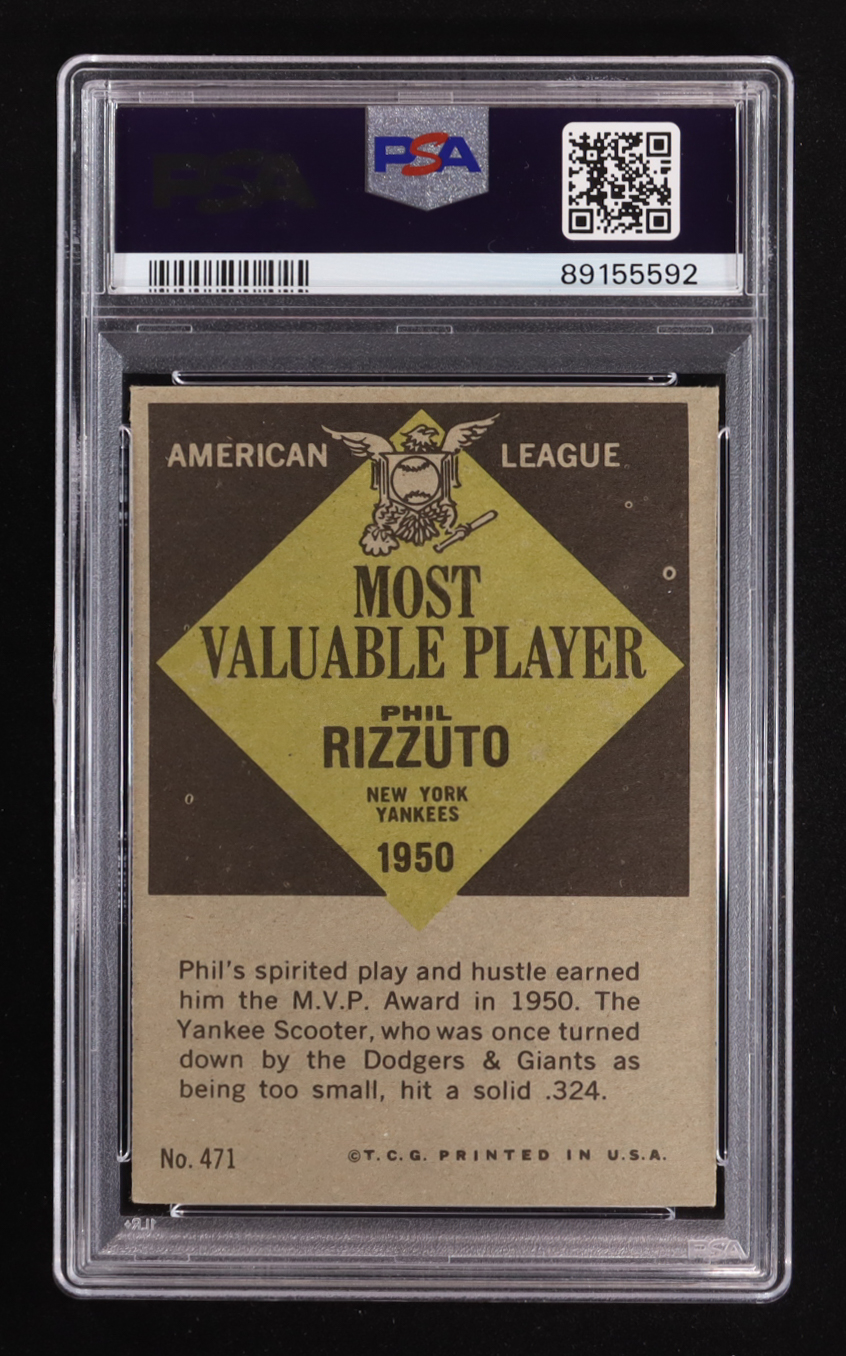 PSA
PSA
89155592
AMERICAN LEAGUE
MOST
VALUABLE PLAYER
PHIL
RIZZUTO
NEW YORK
YANKEES
1950
Phil's spirited play and hustle earned
him the M.V.P. Award in 1950. The
Yankee Scooter, who was once turned
down by the Dodgers & Giants as
being too small, hit a solid .324.
No. 471 ©T.C.G. PRINTED IN U.S.A.
PSA